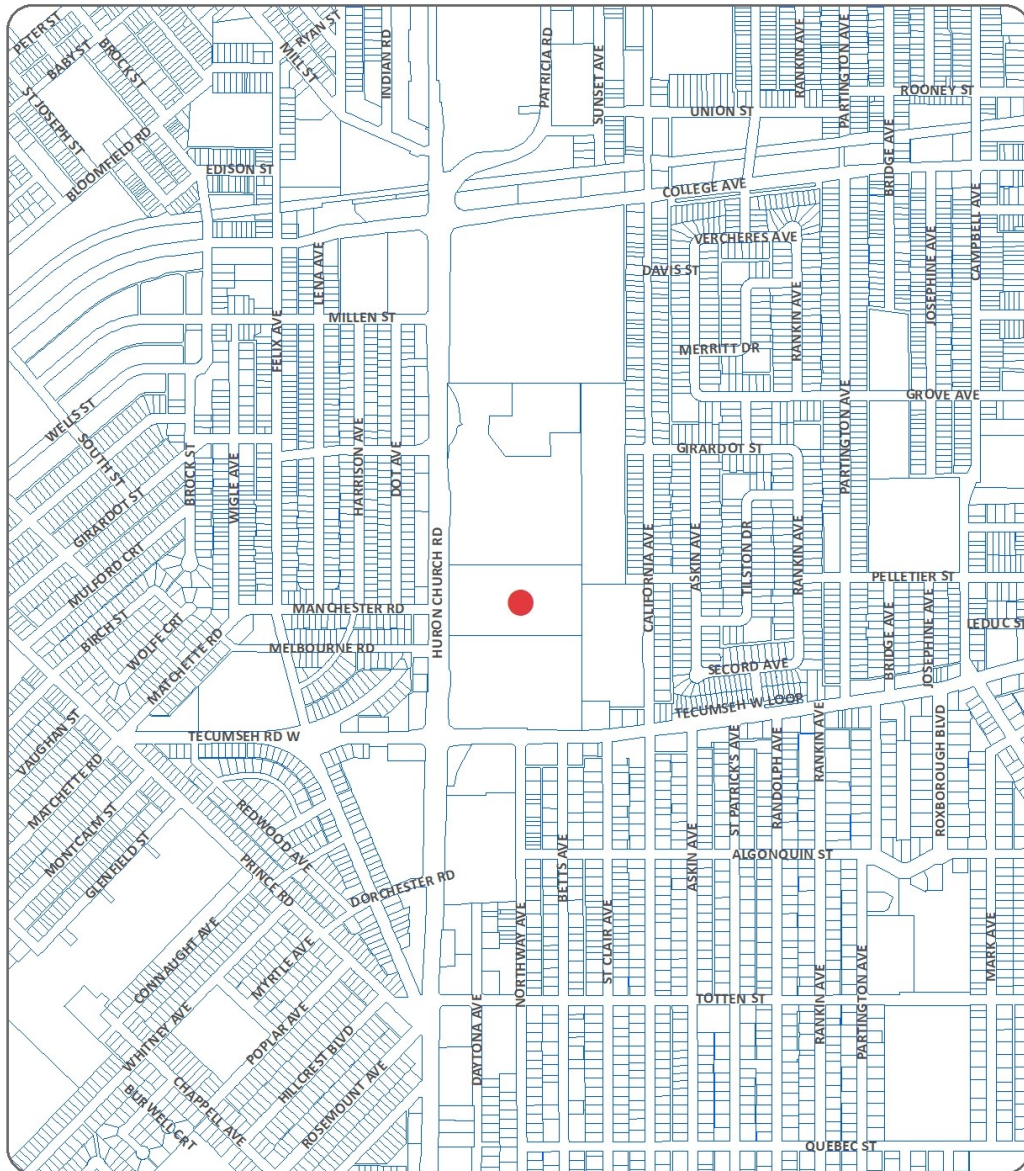 PETER ST
BABY ST
BROCK ST
RYAN ST
MILL ST
INDIAN RD
PATRICIA RD
SUNSET AVE
RANKIN AVE
PARTINGTON AVE
ROONEY ST
UNION ST
ST JOSEPH ST
BLOOMFIELD RD
EDISON ST
COLLEGE AVE
BRIDGE AVE
CAMPBELL AVE
VERCHERES AVE
DAVIS ST
JOSEPHINE AVE
LENA AVE
MILLEN ST
FELIX AVE
MERRITT DR
RANKIN AVE
GROVE AVE
WELLS ST
SOUTH ST
BROCK ST
WIGLE AVE
HARRISON AVE
DOT AVE
GIRARDOT ST
PARTINGTON AVE
GIRARDOT ST
MULFORD CRT
BIRCH ST
WOLFE CRT
MATCHETTE RD
MANCHESTER RD
MELBOURNE RD
HURON CHURCH RD
CALIFORNIA AVE
ASKIN AVE
TILSTON DR
RANKIN AVE
PELLETIER ST
BRIDGE AVE
JOSEPHINE AVE
LEDUC ST
SECORD AVE
TECUMSEH W LOOP
VAUGHAN ST
MATCHETTE RD
MONTCALM ST
GLENFIELD ST
TECUMSEH RD W
REDWOOD AVE
PRINCE RD
DORCHESTER RD
BETTS AVE
ST CLAIR AVE
NORTHWAY AVE
ASKIN AVE
ST PATRICK'S AVE
RANDOLPH AVE
RANKIN AVE
ROXBOROUGH BLVD
ALGONQUIN ST
MARK AVE
CONNAUGHT AVE
MYRTLE AVE
WHITNEY AVE
POPLAR AVE
HILLCREST BLVD
ROSEMOUNT AVE
CHAPPELL AVE
BURWELL CRT
DAYTONA AVE
TOTTEN ST
RANKIN AVE
PARTINGTON AVE
QUEBEC ST